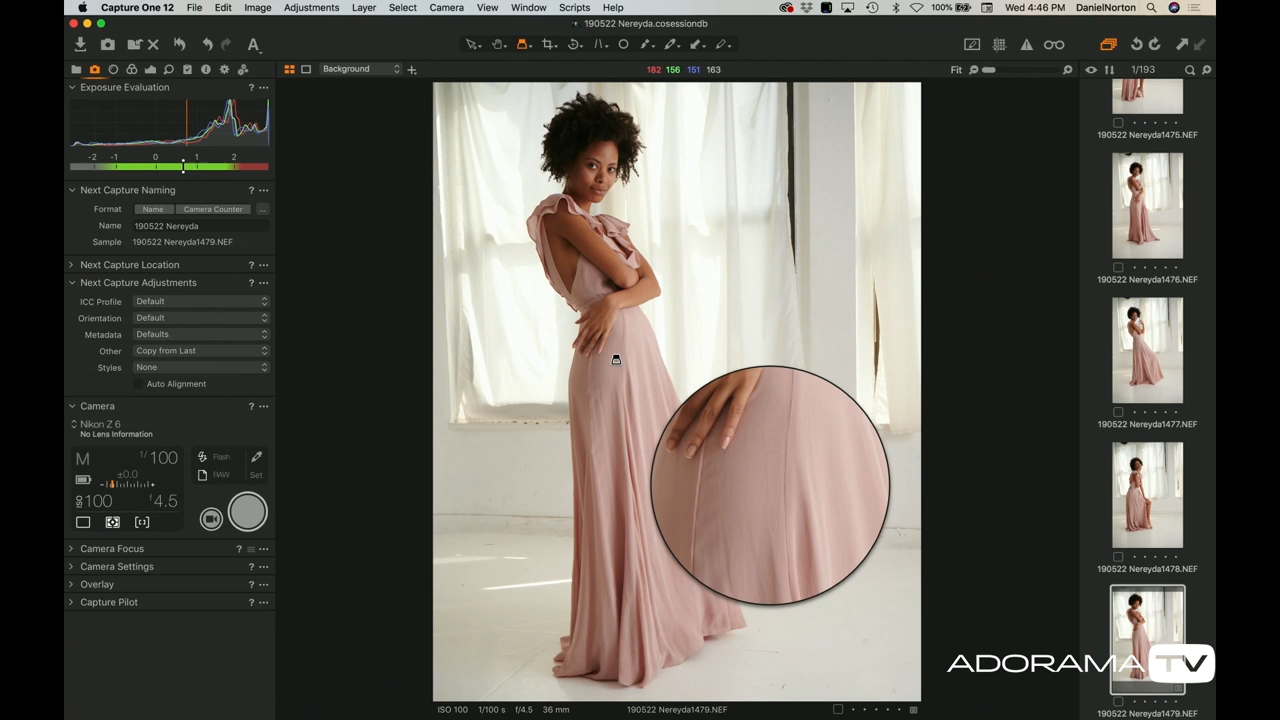 Capture One 12 File Edit Image Adjustments Layer Select Camera View Window Scripts Help 100% Wed 4:46 PM DanielNorton
190522 Nereyda.cosessiondb
Background 182 156 151 163 Fit 1/193
Exposure Evaluation ?
-2 -1 0 1 2
Next Capture Naming ?
Format Name Camera Counter ...
Name 190522 Nereyda
Sample 190522 Nereyda1479.NEF
Next Capture Location ?
Next Capture Adjustments ?
ICC Profile Default
Orientation Default
Metadata Defaults
Other Copy from Last
Styles None
Auto Alignment
Camera ?
Nikon Z 6
No Lens Information
M 1/100
±0.0
ISO 100 f4.5
Flash
RAW Set
Camera Focus ?
Camera Settings ?
Overlay ?
Capture Pilot ?
ISO 100 1/100 s f/4.5 36 mm 190522 Nereyda1479.NEF
190522 Nereyda1475.NEF
190522 Nereyda1476.NEF
190522 Nereyda1477.NEF
190522 Nereyda1478.NEF
190522 Nereyda1479.NEF
ADORAMA TV